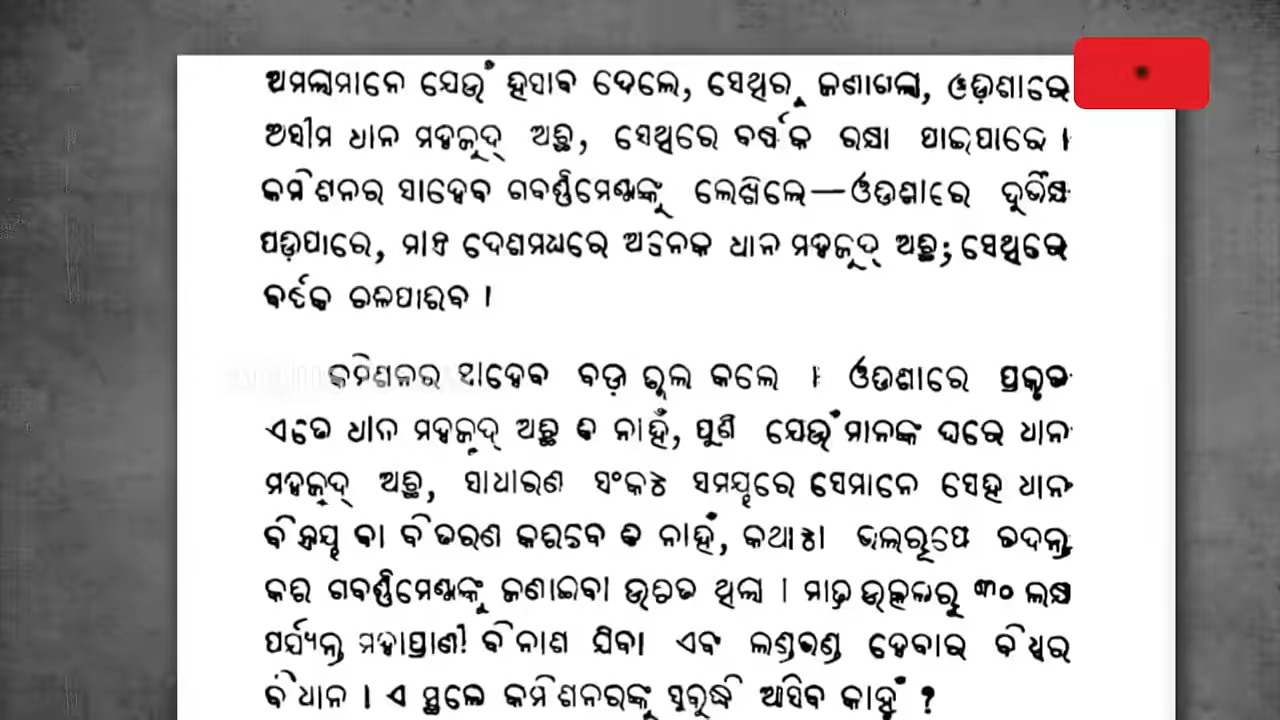 ଅମଲାମାନେ ଯେଉଁ ହିସାବ ଦେଲେ, ସେଥିରୁ ଜଣାଗଲା, ଓଡ଼ିଶାରେ
ଅସୀମ ଧାନ ମହଜୁଦ୍ ଅଛି, ସେଥିରେ ବର୍ଷକ ରକ୍ଷା ପାଇପାରେ ।
କମିଶନର ସାହେବ ଗବର୍ଣ୍ଣମେଣ୍ଟଙ୍କୁ ଲେଖିଲେ—ଓଡିଶାରେ ଦୁର୍ଭିକ୍ଷ
ପଡ଼ିପାରେ, ମାତ୍ର ଦେଶମଧ୍ୟରେ ଅନେକ ଧାନ ମହଜୁଦ୍ ଅଛି; ସେଥିରେ
ବର୍ଷକ ଚଳିପାରିବ ।
କମିଶନର ସାହେବ ବଡ଼ ଭୁଲ କଲେ । ଓଡିଶାରେ ପ୍ରକୃତ
ଏତେ ଧାନ ମହଜୁଦ୍ ଅଛି କି ନାହିଁ, ପୁଣି ଯେଉଁମାନଙ୍କ ଘରେ ଧାନ
ମହଜୁଦ୍ ଅଛି, ସାଧାରଣ ସଂକଟ ସମୟରେ ସେମାନେ ସେହି ଧାନ
ବିକ୍ରୟ ବା ବିତରଣ କରିବେ କି ନାହିଁ, କଥାଟା ଭଲରୂପେ ତଦନ୍ତ
କରି ଗବର୍ଣ୍ଣମେଣ୍ଟଙ୍କୁ ଜଣାଇବା ଉଚିତ ଥିଲା । ମାତ୍ର ଉତ୍କଳରୁ ୩୦ ଲକ୍ଷ
ପର୍ଯ୍ୟନ୍ତ ମହାପ୍ରାଣୀ ବିନାଶ ଯିବା ଏବଂ ଲଣ୍ଡଭଣ୍ଡ ହେବାର ବିଧିର
ବିଧାନ । ଏ ସ୍ଥଳେ କମିଶନରଙ୍କୁ ସୁବୁଦ୍ଧି ଆସିବ କାହୁଁ ?